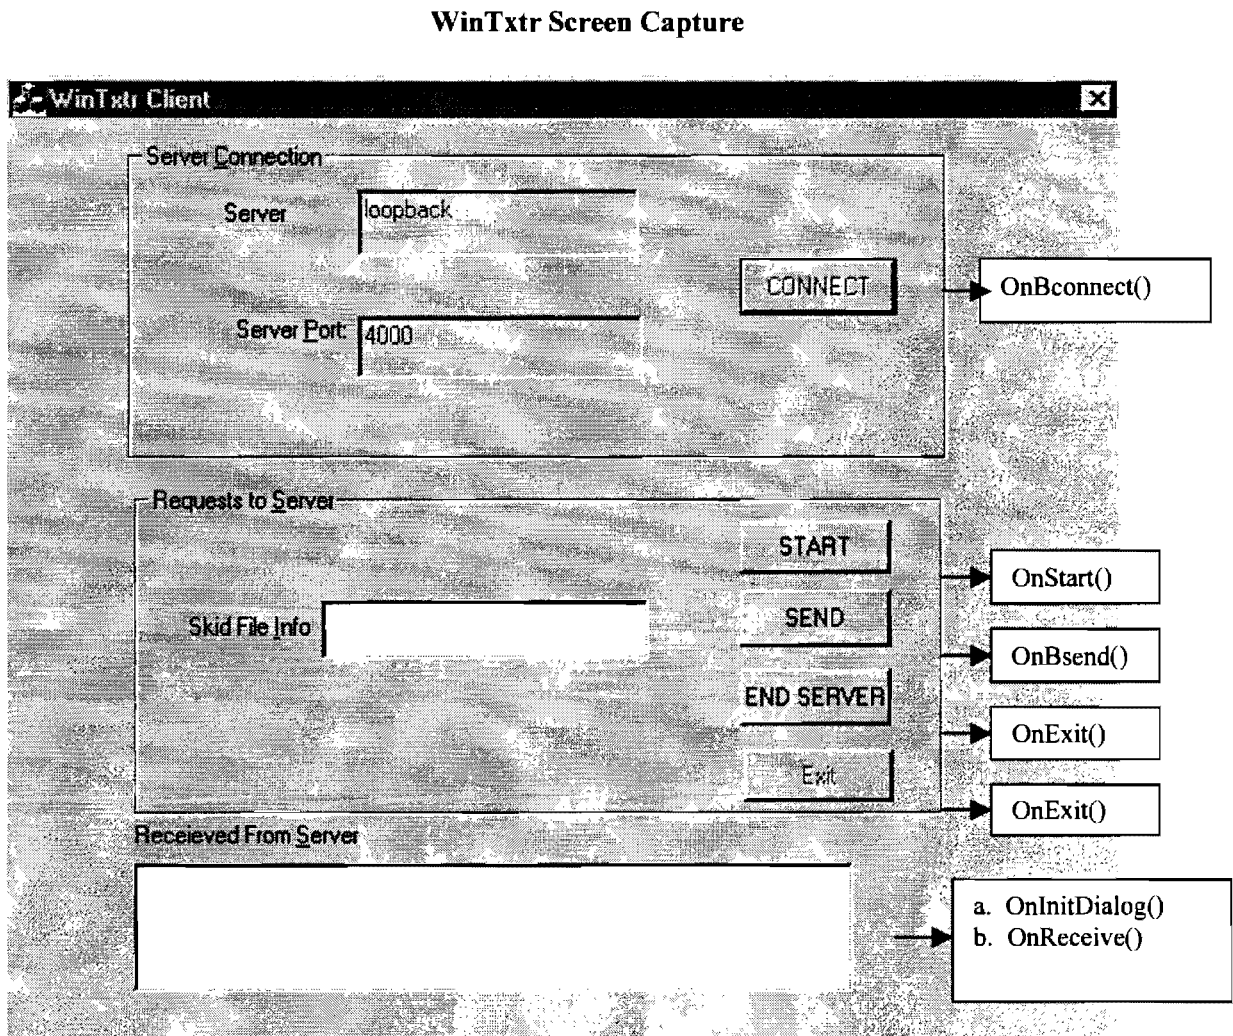 WinTxtr Screen Capture
WinTxtr Client
Server Connection
Server
loopback
CONNECT
OnBconnect()
Server Port:
4000
Requests to Server
START
OnStart()
Skid File Info
SEND
OnBsend()
END SERVER
OnExit()
Exit
OnExit()
Receieved From Server
a. OnInitDialog()
b. OnReceive()